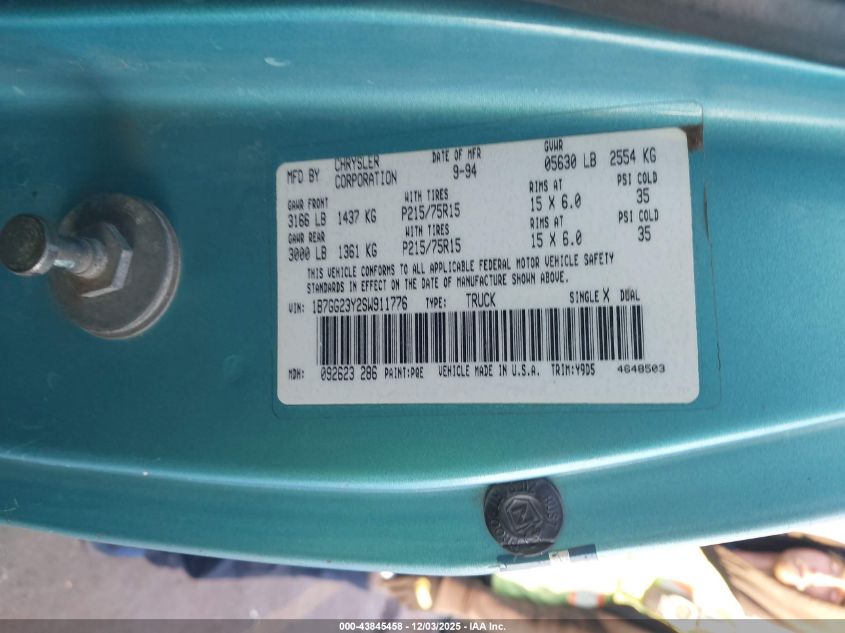 MFD BY CHRYSLER CORPORATION DATE OF MFR 9-94 GVWR 05630 LB 2554 KG
GAWR FRONT WITH TIRES RIMS AT PSI COLD
3166 LB 1437 KG P215/75R15 15 X 6.0 35
GAWR REAR WITH TIRES RIMS AT PSI COLD
3000 LB 1361 KG P215/75R15 15 X 6.0 35
THIS VEHICLE CONFORMS TO ALL APPLICABLE FEDERAL MOTOR VEHICLE SAFETY
STANDARDS IN EFFECT ON THE DATE OF MANUFACTURE SHOWN ABOVE.
VIN: 1B7GG23Y2SW911776 TYPE: TRUCK SINGLE X DUAL
MDH: 092623 286 PAINT:PQE VEHICLE MADE IN U.S.A. TRIM:Y9D5 4648503
000-43845458 - 12/03/2025 - IAA Inc.